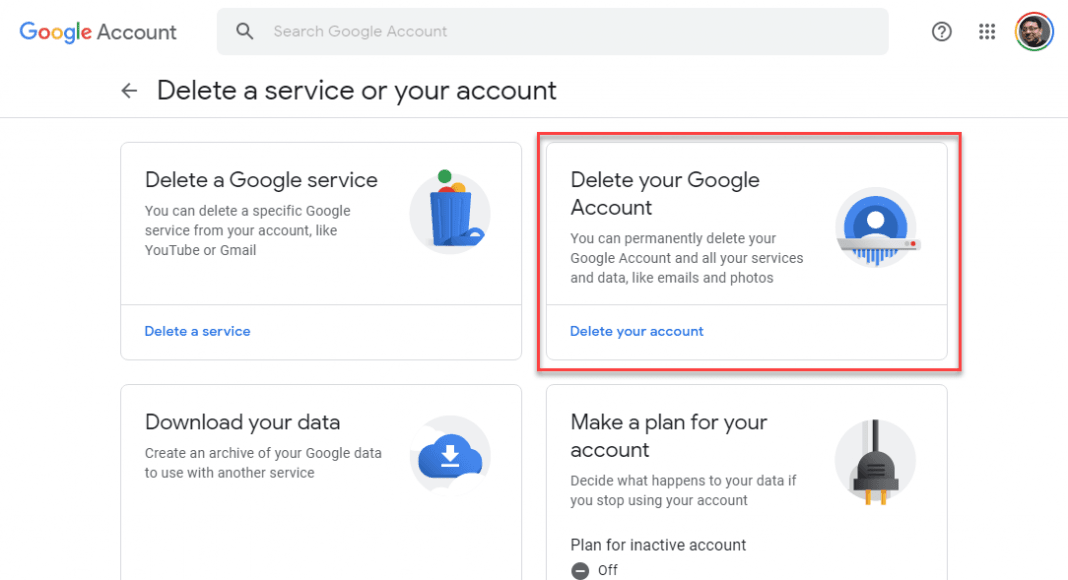 Google Account
Search Google Account
Delete a service or your account
Delete a Google service
You can delete a specific Google
service from your account, like
YouTube or Gmail
Delete a service
Delete your Google
Account
You can permanently delete your
Google Account and all your services
and data, like emails and photos
Delete your account
Download your data
Create an archive of your Google data
to use with another service
Make a plan for your
account
Decide what happens to your data if
you stop using your account
Plan for inactive account
Off